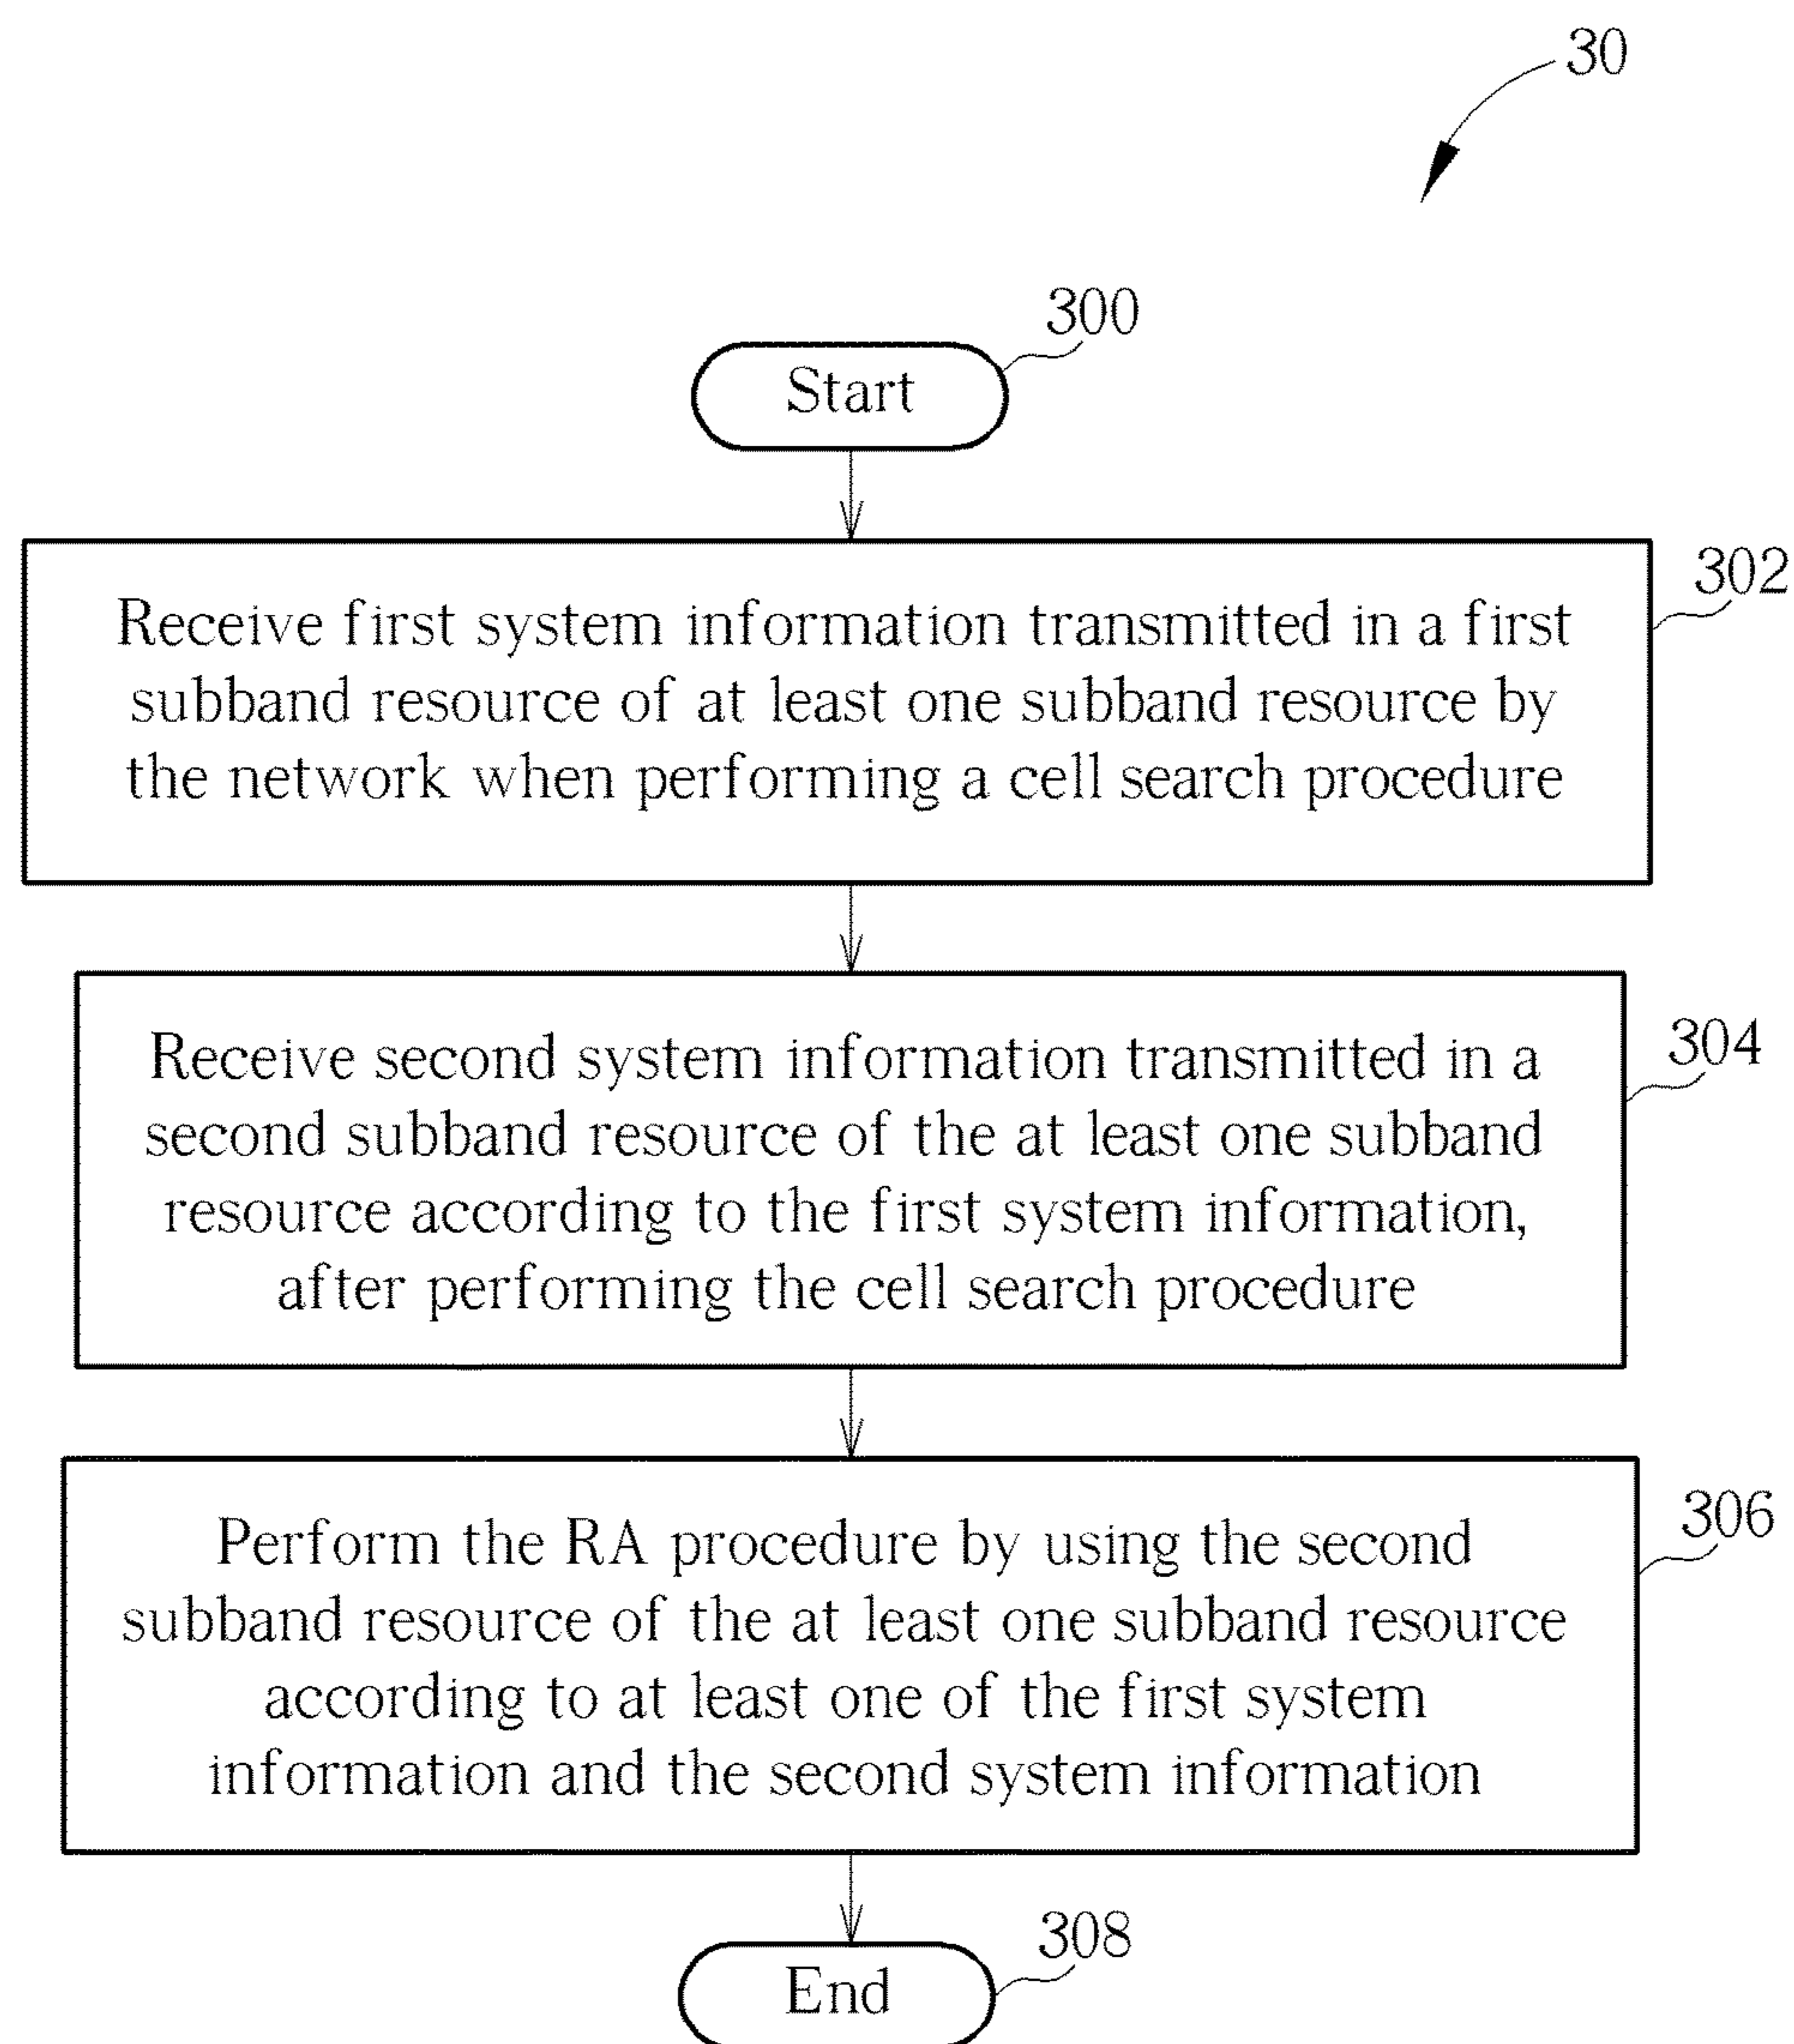 30
300
Start
302
Receive first system information transmitted in a first
subband resource of at least one subband resource by
the network when performing a cell search procedure
304
Receive second system information transmitted in a
second subband resource of the at least one subband
resource according to the first system information,
after performing the cell search procedure
306
Perform the RA procedure by using the second
subband resource of the at least one subband resource
according to at least one of the first system
information and the second system information
308
End